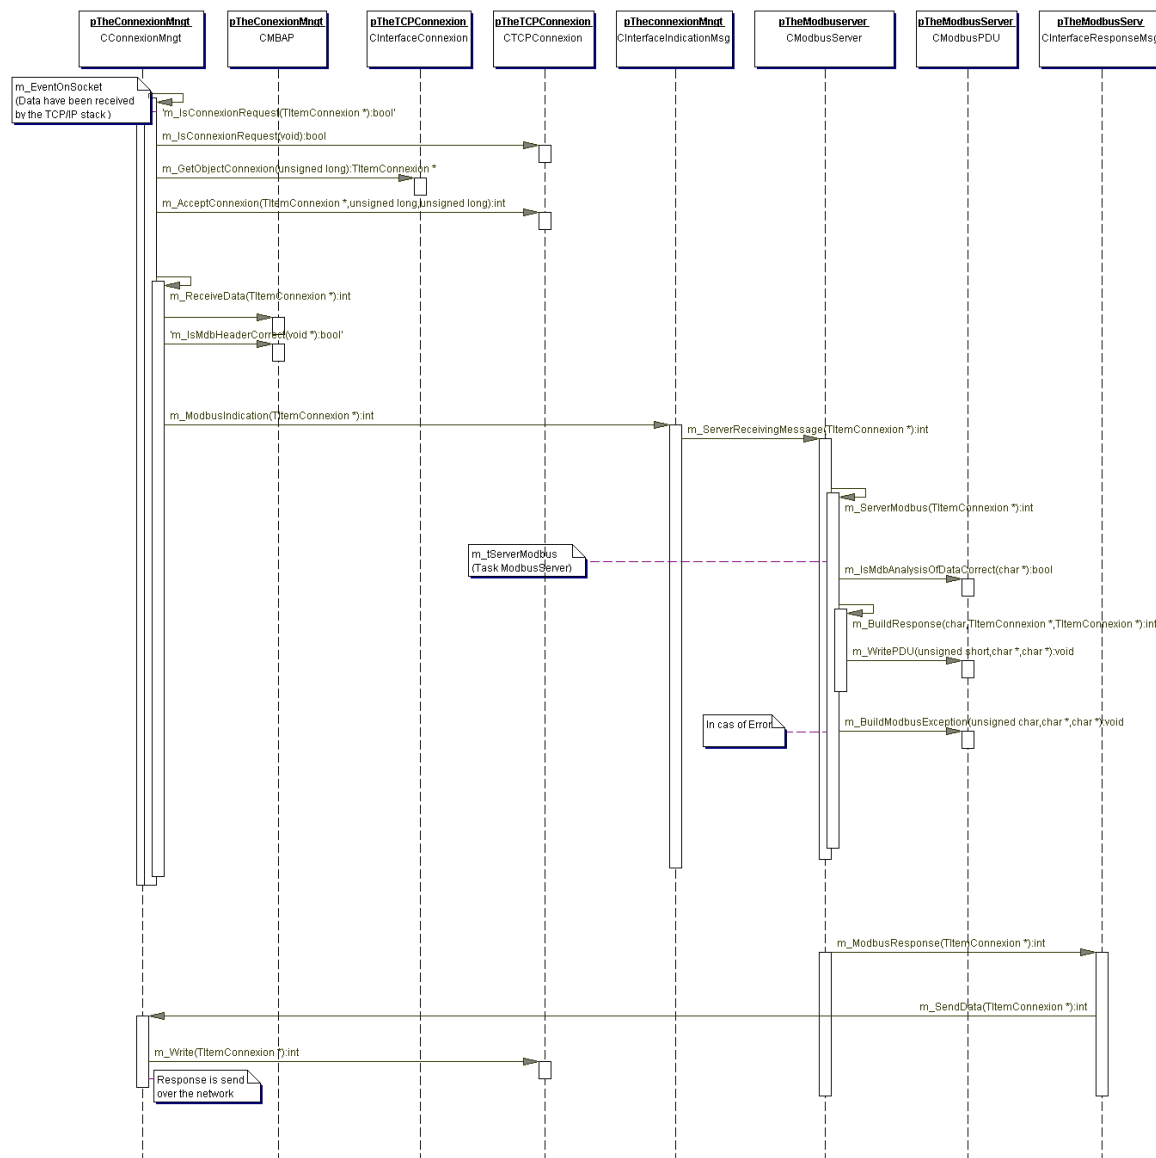 pTheConnexionMngt
CConnexionMngt
pTheConexionMngt
CMBAP
pTheTCPConnexion
CInterfaceConnexion
pTheTCPConnexion
CTCPConnexion
pTheconnexionMngt
CInterfaceIndicationMsg
pTheModbuserver
CModbusServer
pTheModbusServer
CModbusPDU
pTheModbusServ
CInterfaceResponseMsg
m_EventOnSocket
(Data have been received
by the TCP/IP stack )
'm_IsConnexionRequest(TItemConnexion *):bool'
m_IsConnexionRequest(void):bool
m_GetObjectConnexion(unsigned long):TItemConnexion *
m_AcceptConnexion(TItemConnexion *,unsigned long,unsigned long):int
m_ReceiveData(TItemConnexion *):int
'm_IsMdbHeaderCorrect(void *):bool'
m_ModbusIndication(TItemConnexion *):int
m_ServerReceivingMessage(TItemConnexion *):int
m_ServerModbus(TItemConnexion *):int
m_tServerModbus
(Task ModbusServer)
m_IsMdbAnalysisOfDataCorrect(char *):bool
m_BuildResponse(char,TItemConnexion *,TItemConnexion *):int
m_WritePDU(unsigned short,char *,char *):void
In cas of Error
m_BuildModbusException(unsigned char,char *,char *):void
m_ModbusResponse(TItemConnexion *):int
m_SendData(TItemConnexion *):int
m_Write(TItemConnexion *):int
Response is send
over the network